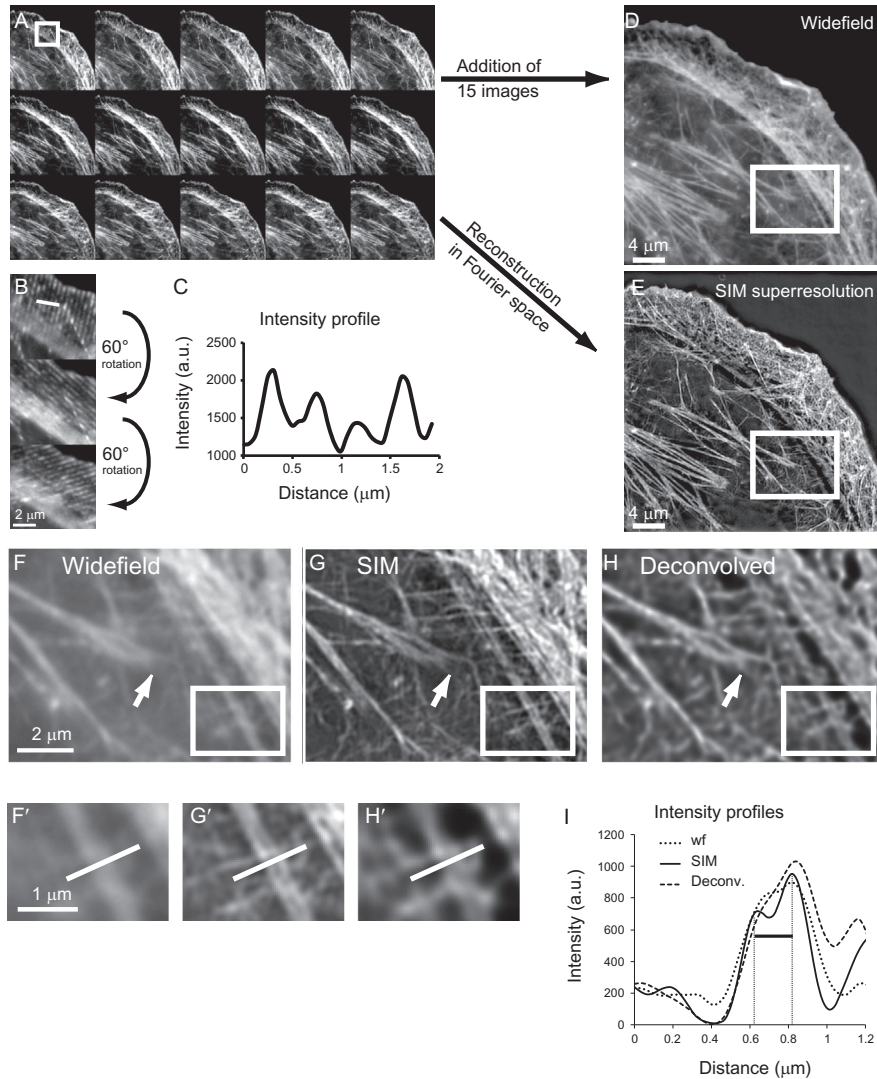 A
Addition of
15 images
D
Widefield
4 μm
Reconstruction
in Fourier space
E
SIM superresolution
4 μm
B
60°
rotation
60°
rotation
2 μm
C
Intensity profile
Intensity (a.u.)
2500
2000
1500
1000
0
0.5
1
1.5
2
Distance (μm)
F
Widefield
2 μm
G
SIM
H
Deconvolved
F′
1 μm
G′
H′
I
Intensity profiles
wf
SIM
Deconv.
Intensity (a.u.)
1200
1000
800
600
400
200
0
0
0.2
0.4
0.6
0.8
1
1.2
Distance (μm)